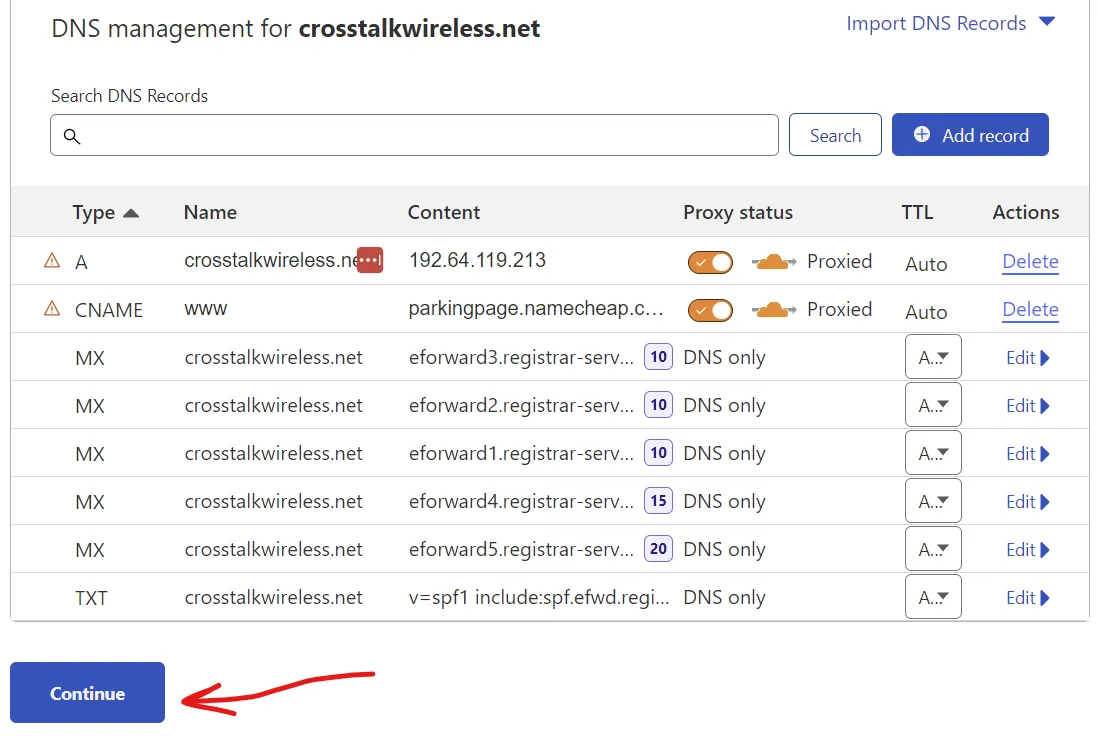 DNS management for crosstalkwireless.net Import DNS Records
Search DNS Records
Search Add record
Type Name Content Proxy status TTL Actions
A crosstalkwireless.ne 192.64.119.213 Proxied Auto Delete
CNAME www parkingpage.namecheap.c... Proxied Auto Delete
MX crosstalkwireless.net eforward3.registrar-serv... 10 DNS only A... Edit
MX crosstalkwireless.net eforward2.registrar-serv... 10 DNS only A... Edit
MX crosstalkwireless.net eforward1.registrar-serv... 10 DNS only A... Edit
MX crosstalkwireless.net eforward4.registrar-serv... 15 DNS only A... Edit
MX crosstalkwireless.net eforward5.registrar-serv... 20 DNS only A... Edit
TXT crosstalkwireless.net v=spf1 include:spf.efwd.regi... DNS only A... Edit
Continue